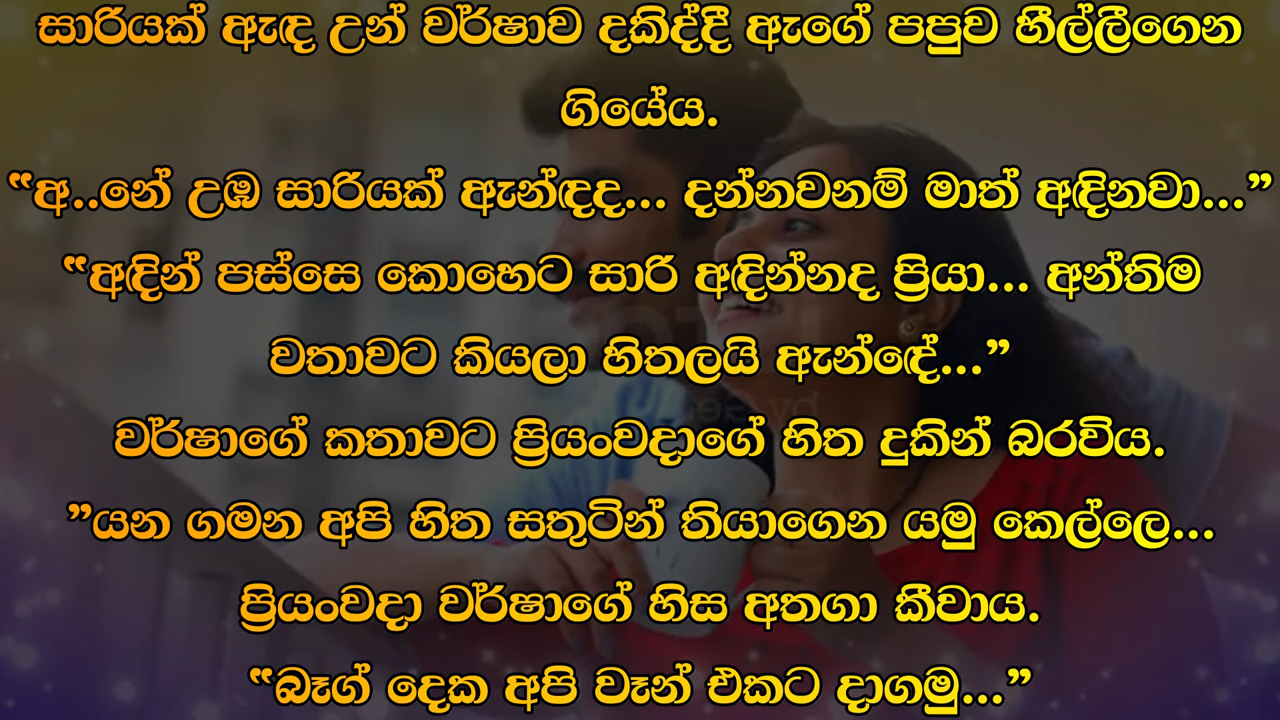 සාරියක් ඇඳ උන් වර්ෂාව දකිද්දී ඇගේ පපුව හීල්ලීගෙන
ගියේය.
“අ..නේ උඹ සාරියක් ඇන්ඳද... දන්නවනම් මාත් අඳිනවා...”
“අඳින් පස්සෙ කොහෙට සාරි අඳින්නද ප්‍රියා... අන්තිම
වතාවට කියලා හිතලයි ඇන්දේ...”
වර්ෂාගේ කතාවට ප්‍රියංවදාගේ හිත දුකින් බරවිය.
”යන ගමන අපි හිත සතුටින් තියාගෙන යමු කෙල්ලෙ...
ප්‍රියංවදා වර්ෂාගේ හිස අතගා කීවාය.
“බෑග් දෙක අපි වෑන් එකට දාගමු...”